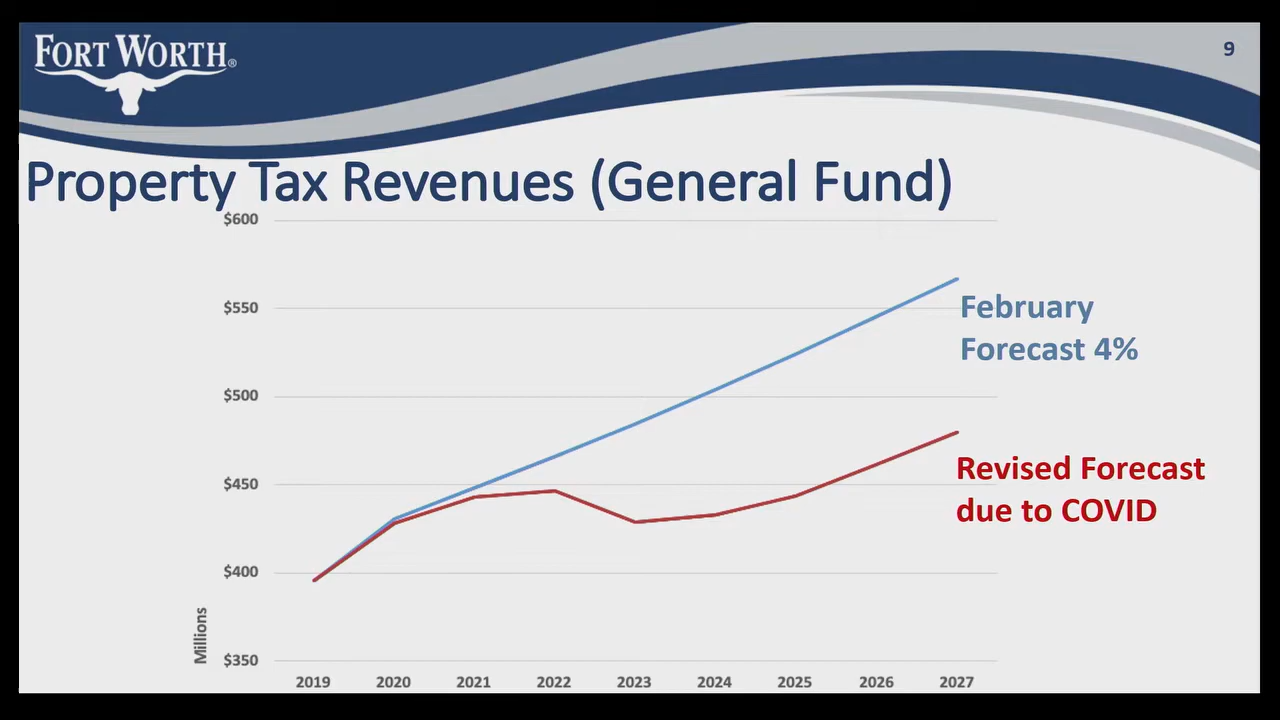 FORT WORTH®
9
Property Tax Revenues (General Fund)
$600
$550
$500
$450
$400
$350
Millions
2019 2020 2021 2022 2023 2024 2025 2026 2027
February
Forecast 4%
Revised Forecast
due to COVID